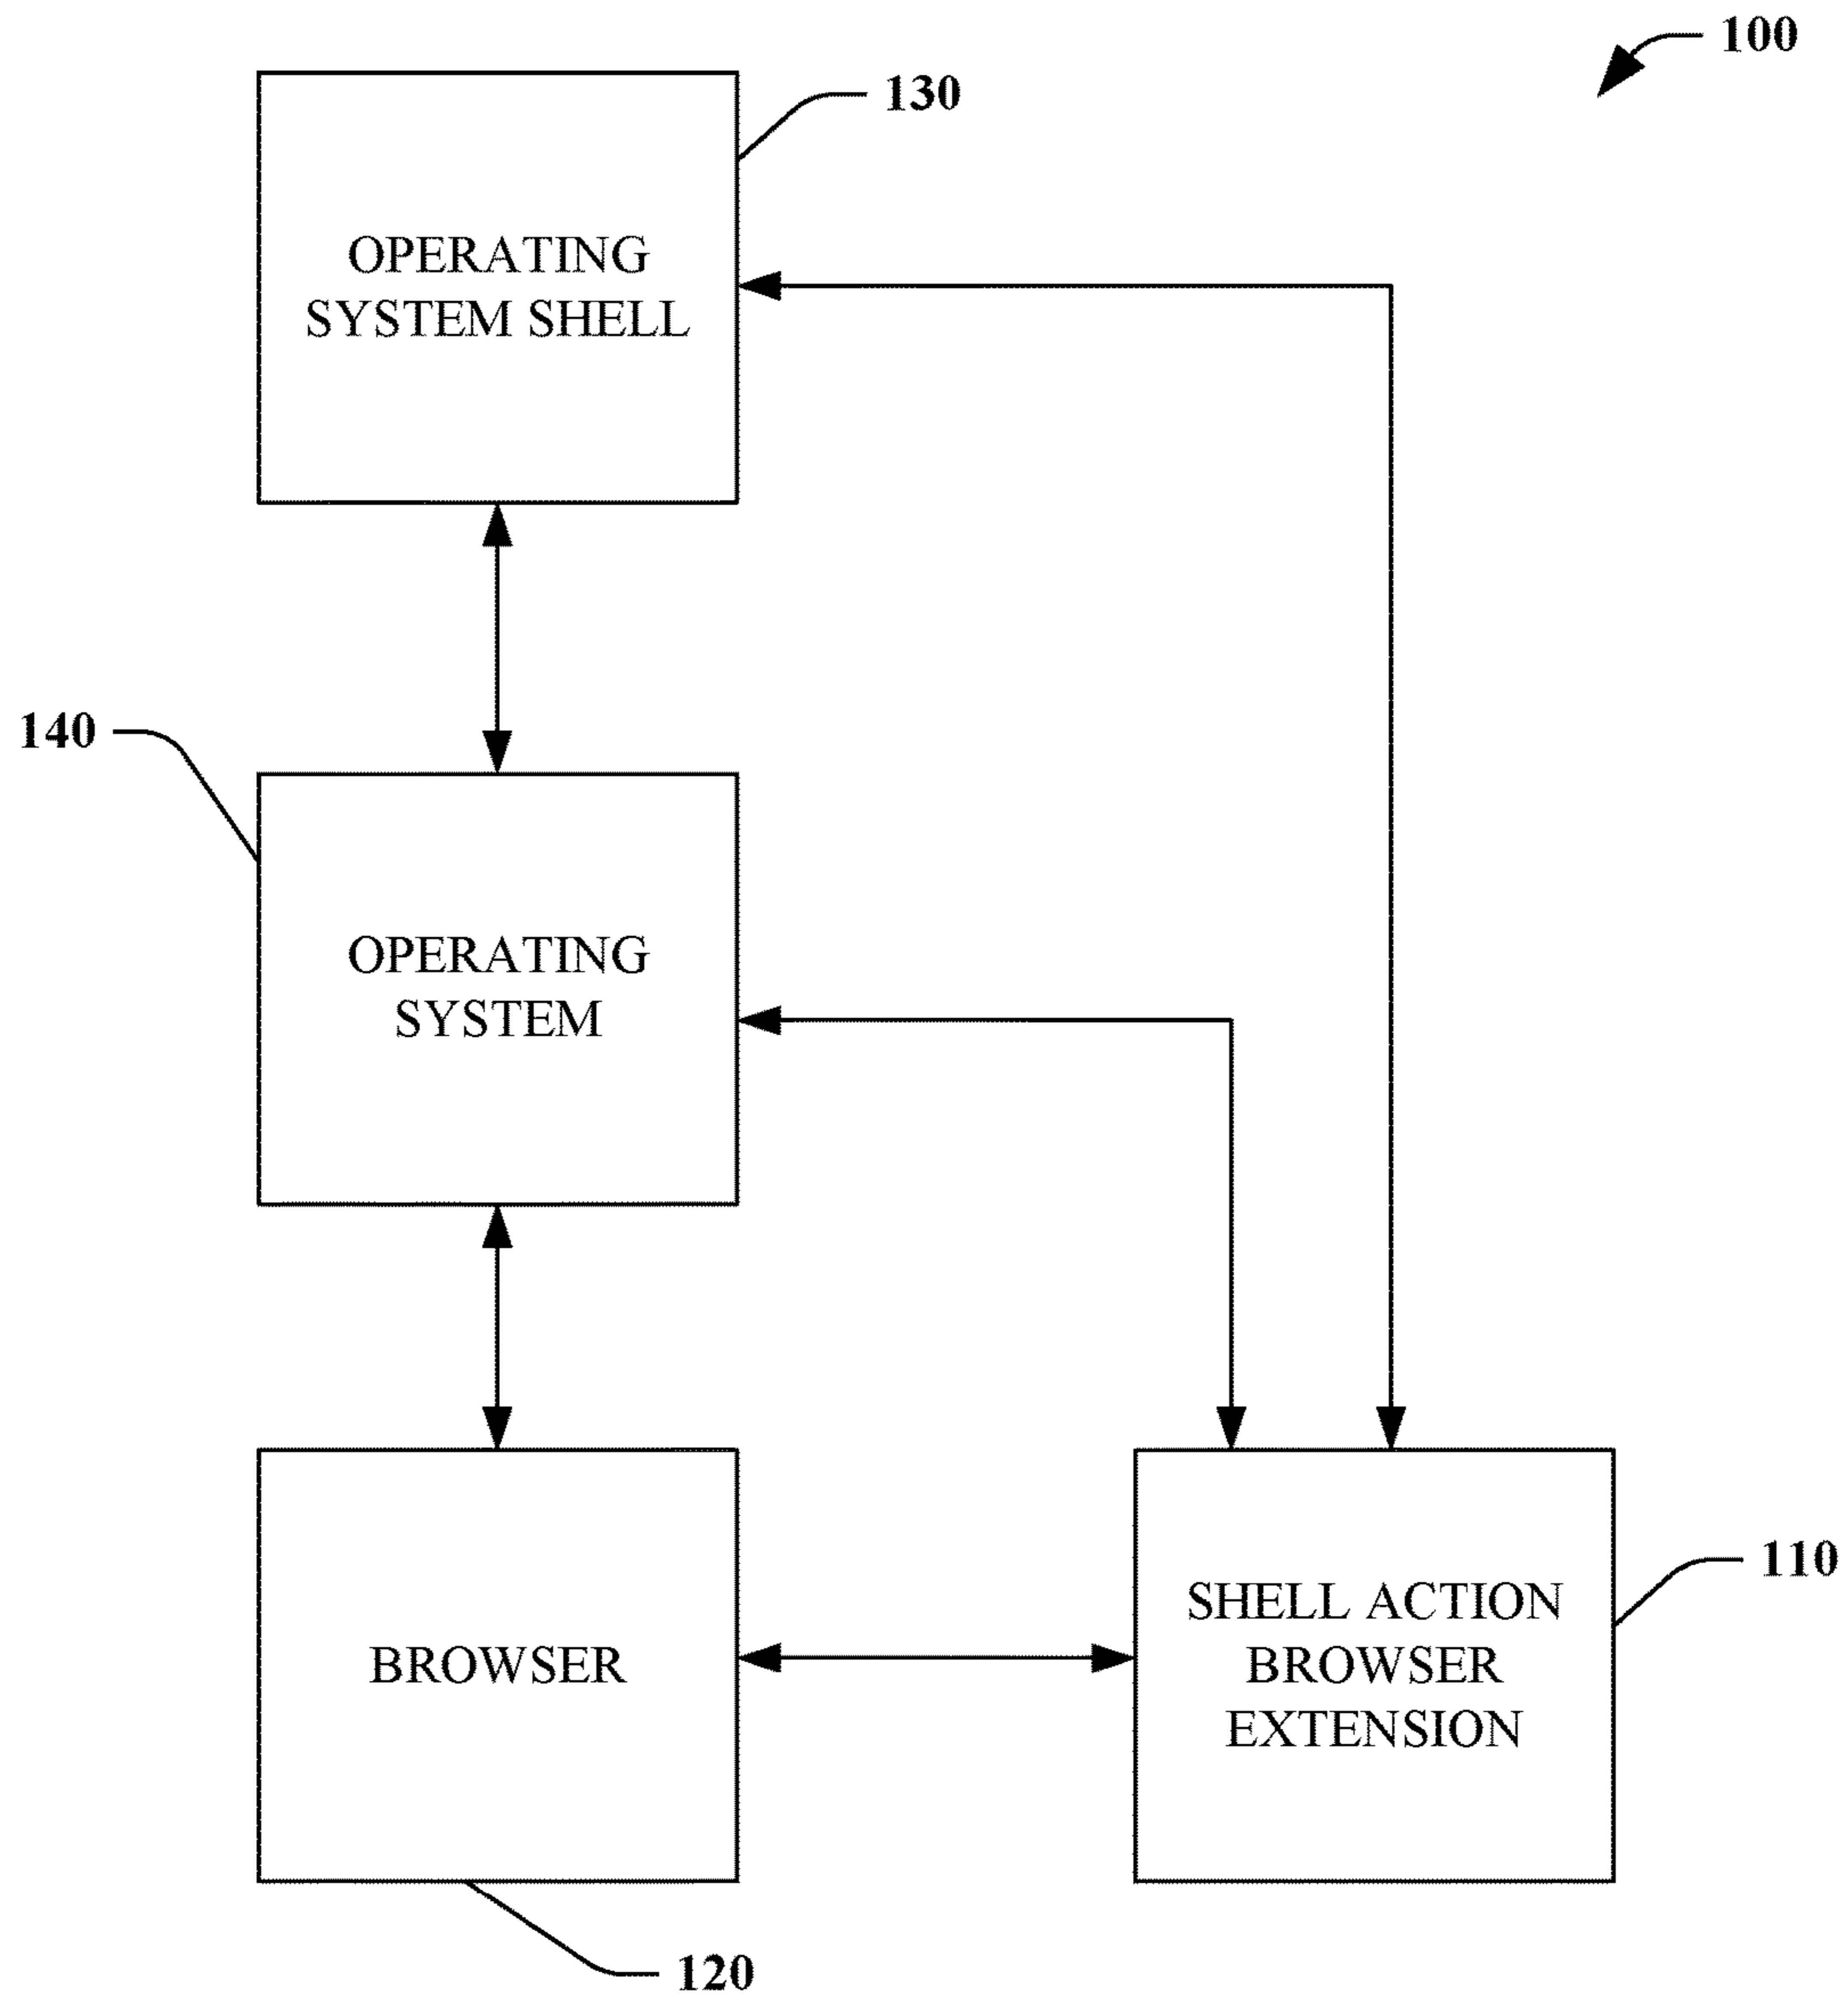 100
130
OPERATING
SYSTEM SHELL
140
OPERATING
SYSTEM
110
SHELL ACTION
BROWSER
EXTENSION
BROWSER
120